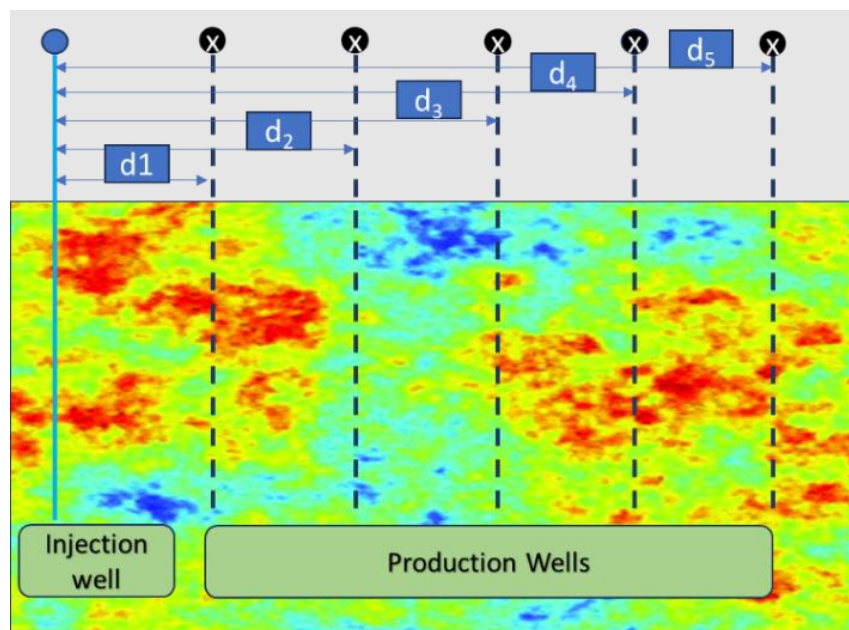 X X X X X
d₅
d₄
d₃
d₂
d1
Injection
well
Production Wells